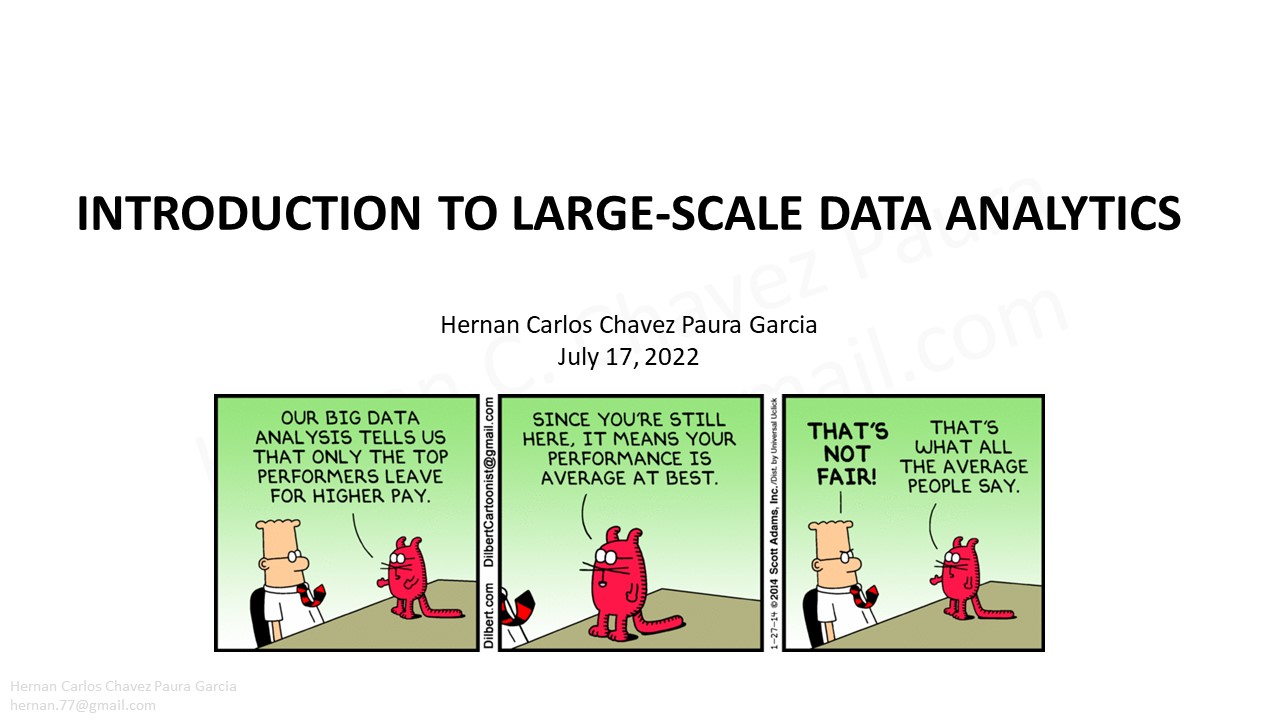 INTRODUCTION TO LARGE-SCALE DATA ANALYTICS
Hernan Carlos Chavez Paura Garcia
July 17, 2022
OUR BIG DATA
ANALYSIS TELLS US
THAT ONLY THE TOP
PERFORMERS LEAVE
FOR HIGHER PAY.
Dilbert.com DilbertCartoonist@gmail.com
SINCE YOU'RE STILL
HERE, IT MEANS YOUR
PERFORMANCE IS
AVERAGE AT BEST.
1-27-14 © 2014 Scott Adams, Inc. /Dist. by Universal Uclick
THAT'S
NOT
FAIR!
THAT'S
WHAT ALL
THE AVERAGE
PEOPLE SAY.
C. Chavez Paura
mail.com
Hernan Carlos Chavez Paura Garcia
hernan.77@gmail.com